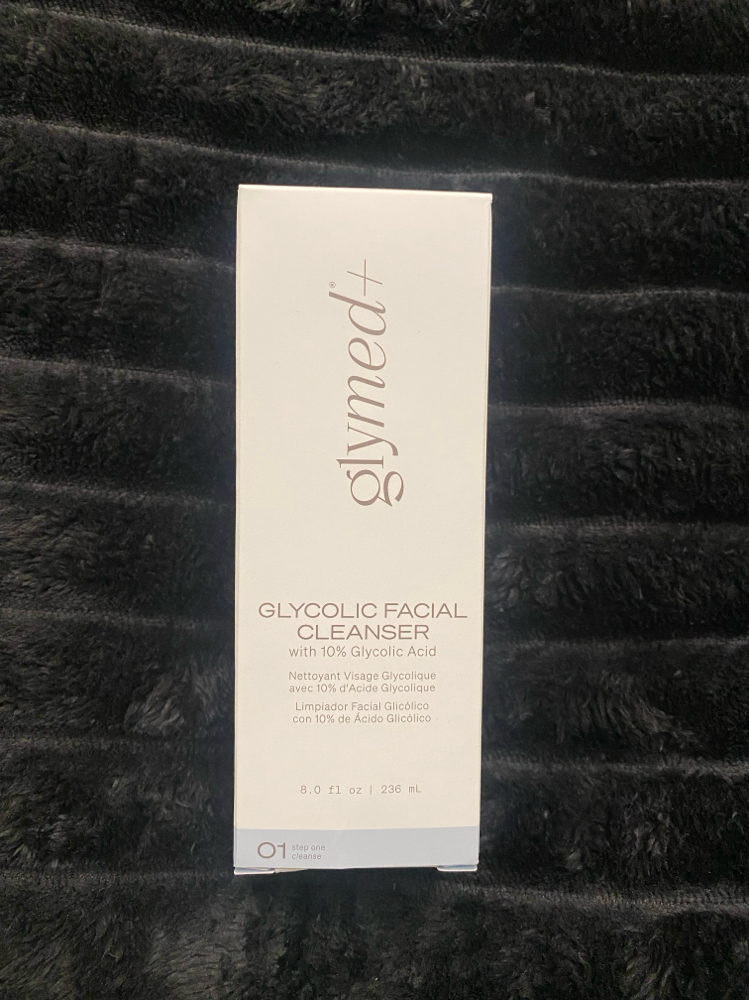 glymed+®
GLYCOLIC FACIAL
CLEANSER
with 10% Glycolic Acid
Nettoyant Visage Glycolique
avec 10% d'Acide Glycolique
Limpiador Facial Glicólico
con 10% de Ácido Glicólico
8.0 fl oz | 236 mL
01 step one
cleanse